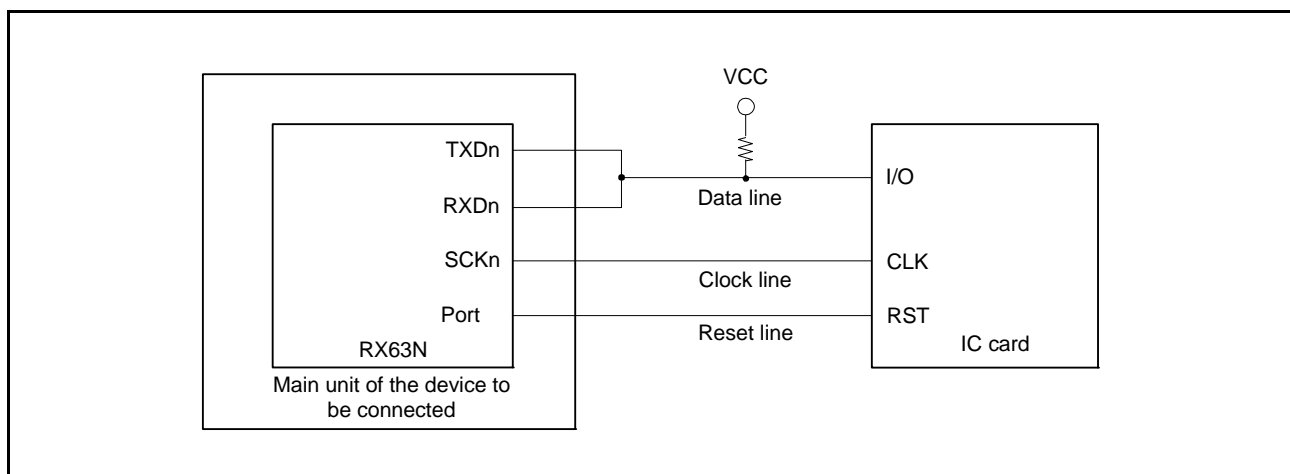 VCC
TXDn
RXDn
SCKn
Port
RX63N
Main unit of the device to
be connected
Data line
Clock line
Reset line
I/O
CLK
RST
IC card